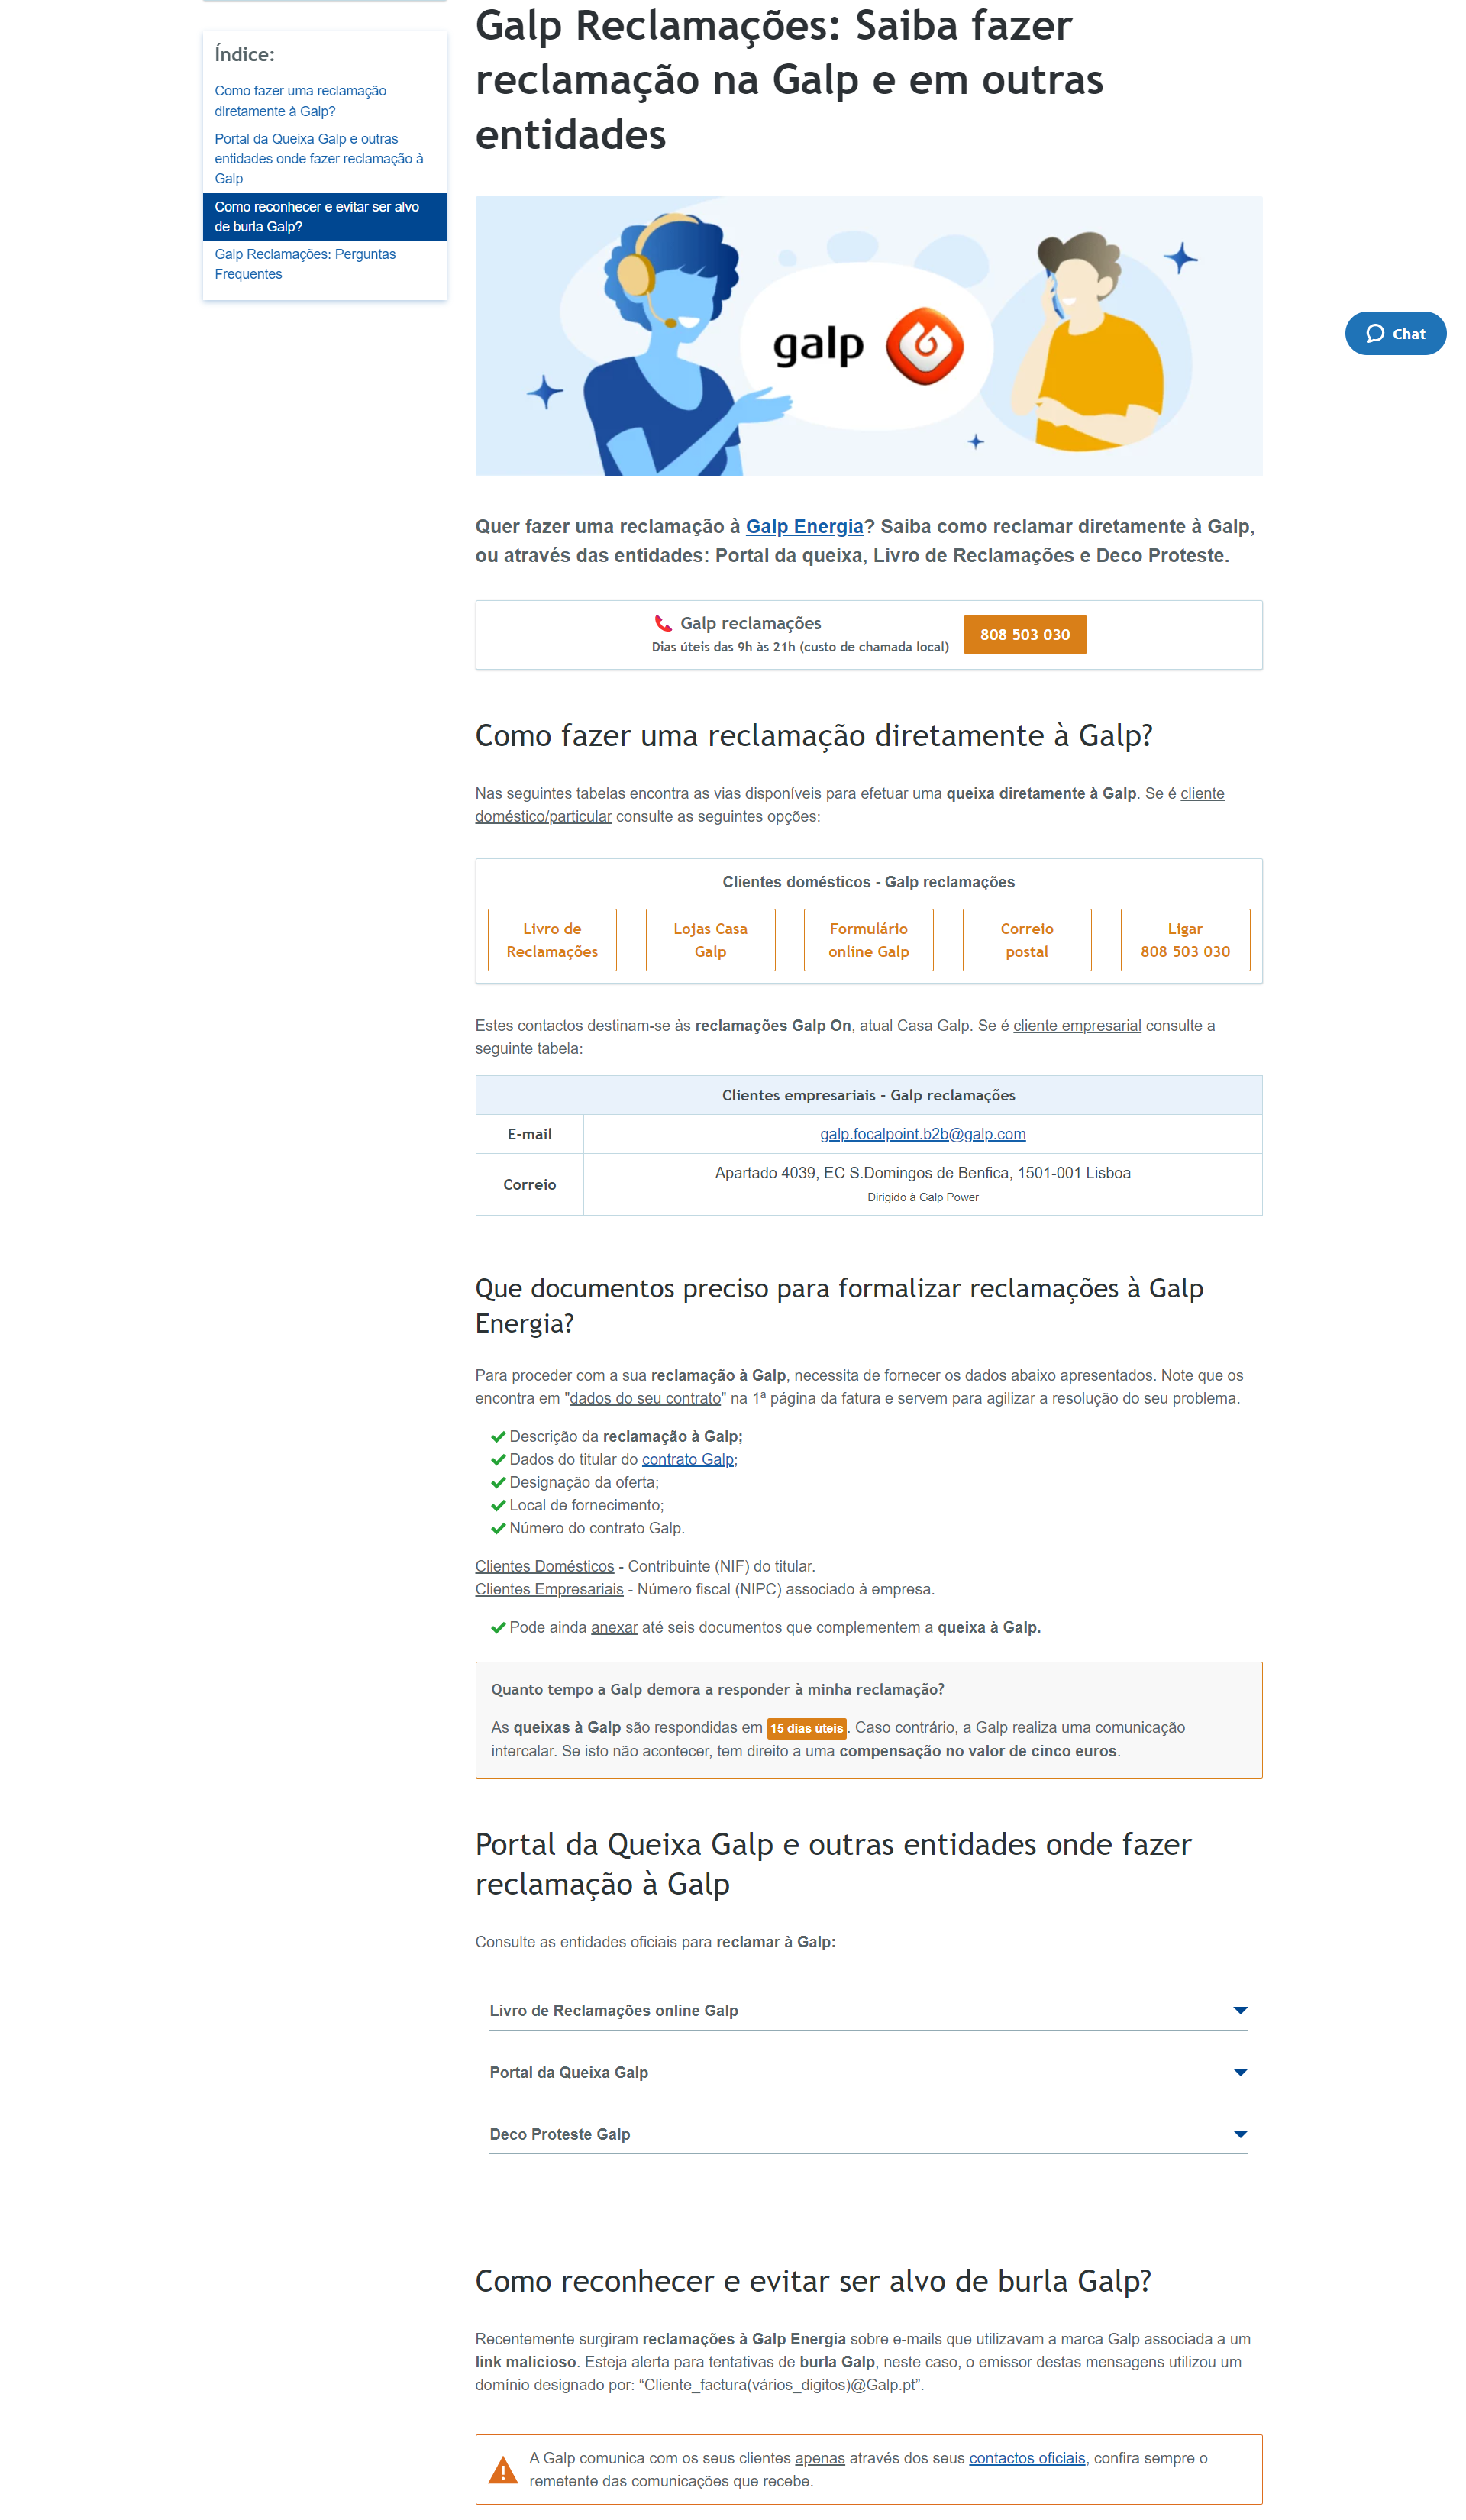 Índice:
Como fazer uma reclamação
diretamente à Galp?
Portal da Queixa Galp e outras
entidades onde fazer reclamação à
Galp
Como reconhecer e evitar ser alvo
de burla Galp?
Galp Reclamações: Perguntas
Frequentes
Galp Reclamações: Saiba fazer
reclamação na Galp e em outras
entidades
galp
Chat
Quer fazer uma reclamação à Galp Energia? Saiba como reclamar diretamente à Galp,
ou através das entidades: Portal da queixa, Livro de Reclamações e Deco Proteste.
Galp reclamações
Dias úteis das 9h às 21h (custo de chamada local)
808 503 030
Como fazer uma reclamação diretamente à Galp?
Nas seguintes tabelas encontra as vias disponíveis para efetuar uma queixa diretamente à Galp. Se é cliente
doméstico/particular consulte as seguintes opções:
Clientes domésticos - Galp reclamações
Livro de
Reclamações
Lojas Casa
Galp
Formulário
online Galp
Correio
postal
Ligar
808 503 030
Estes contactos destinam-se às reclamações Galp On, atual Casa Galp. Se é cliente empresarial consulte a
seguinte tabela:
Clientes empresariais - Galp reclamações
E-mail
galp.focalpoint.b2b@galp.com
Correio
Apartado 4039, EC S.Domingos de Benfica, 1501-001 Lisboa
Dirigido à Galp Power
Que documentos preciso para formalizar reclamações à Galp
Energia?
Para proceder com a sua reclamação à Galp, necessita de fornecer os dados abaixo apresentados. Note que os
encontra em "dados do seu contrato" na 1ª página da fatura e servem para agilizar a resolução do seu problema.
Descrição da reclamação à Galp;
Dados do titular do contrato Galp;
Designação da oferta;
Local de fornecimento;
Número do contrato Galp.
Clientes Domésticos - Contribuinte (NIF) do titular.
Clientes Empresariais - Número fiscal (NIPC) associado à empresa.
Pode ainda anexar até seis documentos que complementem a queixa à Galp.
Quanto tempo a Galp demora a responder à minha reclamação?
As queixas à Galp são respondidas em 15 dias úteis. Caso contrário, a Galp realiza uma comunicação
intercalar. Se isto não acontecer, tem direito a uma compensação no valor de cinco euros.
Portal da Queixa Galp e outras entidades onde fazer
reclamação à Galp
Consulte as entidades oficiais para reclamar à Galp:
Livro de Reclamações online Galp
Portal da Queixa Galp
Deco Proteste Galp
Como reconhecer e evitar ser alvo de burla Galp?
Recentemente surgiram reclamações à Galp Energia sobre e-mails que utilizavam a marca Galp associada a um
link malicioso. Esteja alerta para tentativas de burla Galp, neste caso, o emissor destas mensagens utilizou um
domínio designado por: “Cliente_factura(vários_digitos)@Galp.pt”.
A Galp comunica com os seus clientes apenas através dos seus contactos oficiais, confira sempre o
remetente das comunicações que recebe.